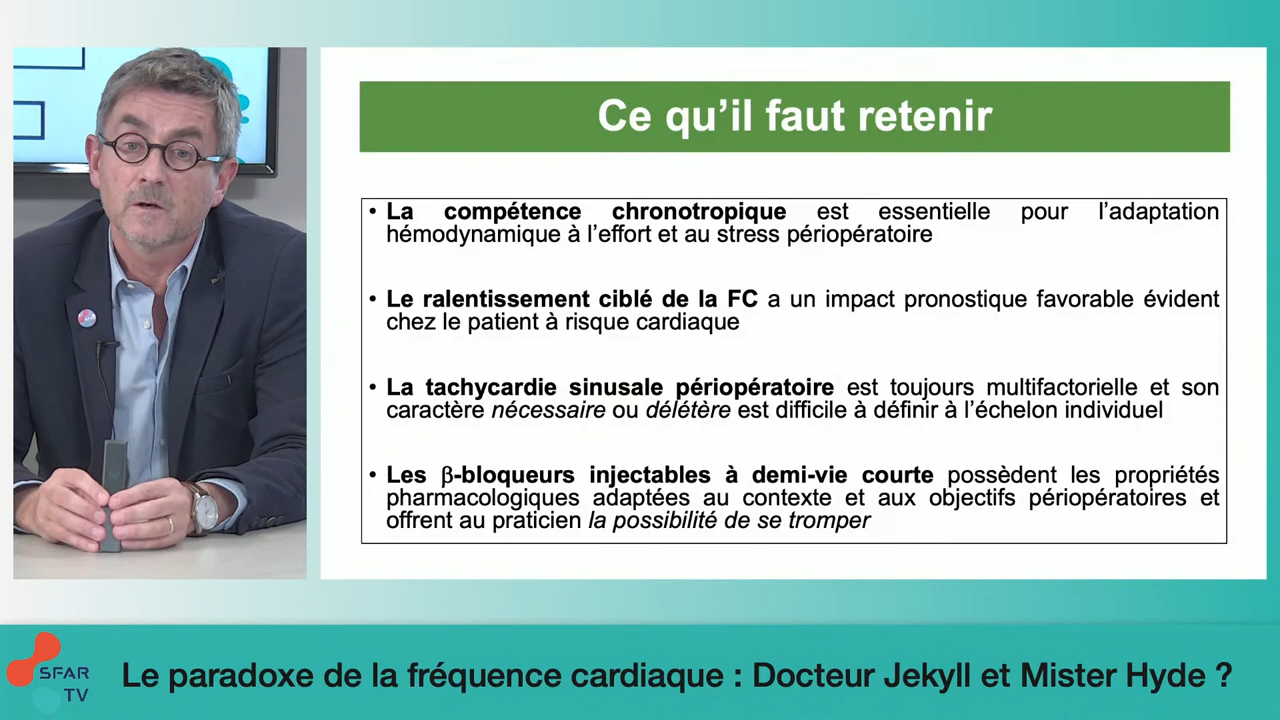 Ce qu’il faut retenir
• La compétence chronotropique est essentielle pour l’adaptation
hémodynamique à l’effort et au stress périopératoire
• Le ralentissement ciblé de la FC a un impact pronostique favorable évident
chez le patient à risque cardiaque
• La tachycardie sinusale périopératoire est toujours multifactorielle et son
caractère nécessaire ou délétère est difficile à définir à l’échelon individuel
• Les β-bloqueurs injectables à demi-vie courte possèdent les propriétés
pharmacologiques adaptées au contexte et aux objectifs périopératoires et
offrent au praticien la possibilité de se tromper
SFAR
TV
Le paradoxe de la fréquence cardiaque : Docteur Jekyll et Mister Hyde ?